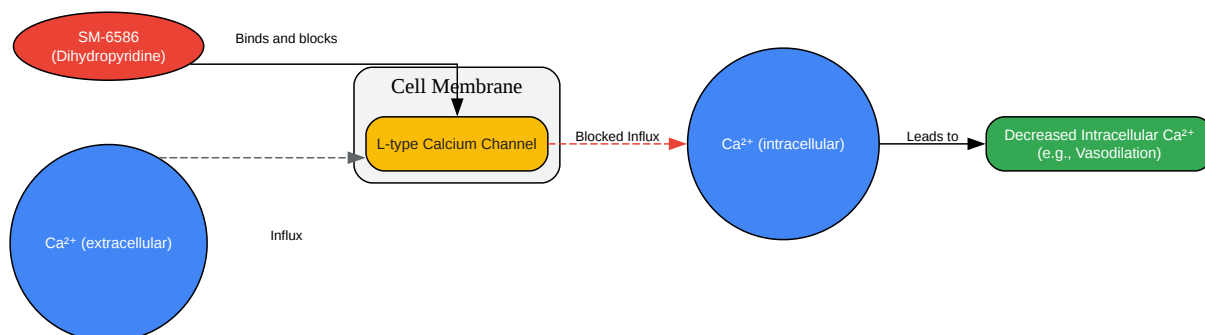 SM-6586
(Dihydropyridine)
Binds and blocks
Cell Membrane
L-type Calcium Channel
Blocked Influx
Ca²⁺ (intracellular)
Leads to
Decreased Intracellular Ca²⁺
(e.g., Vasodilation)
Ca²⁺ (extracellular)
Influx